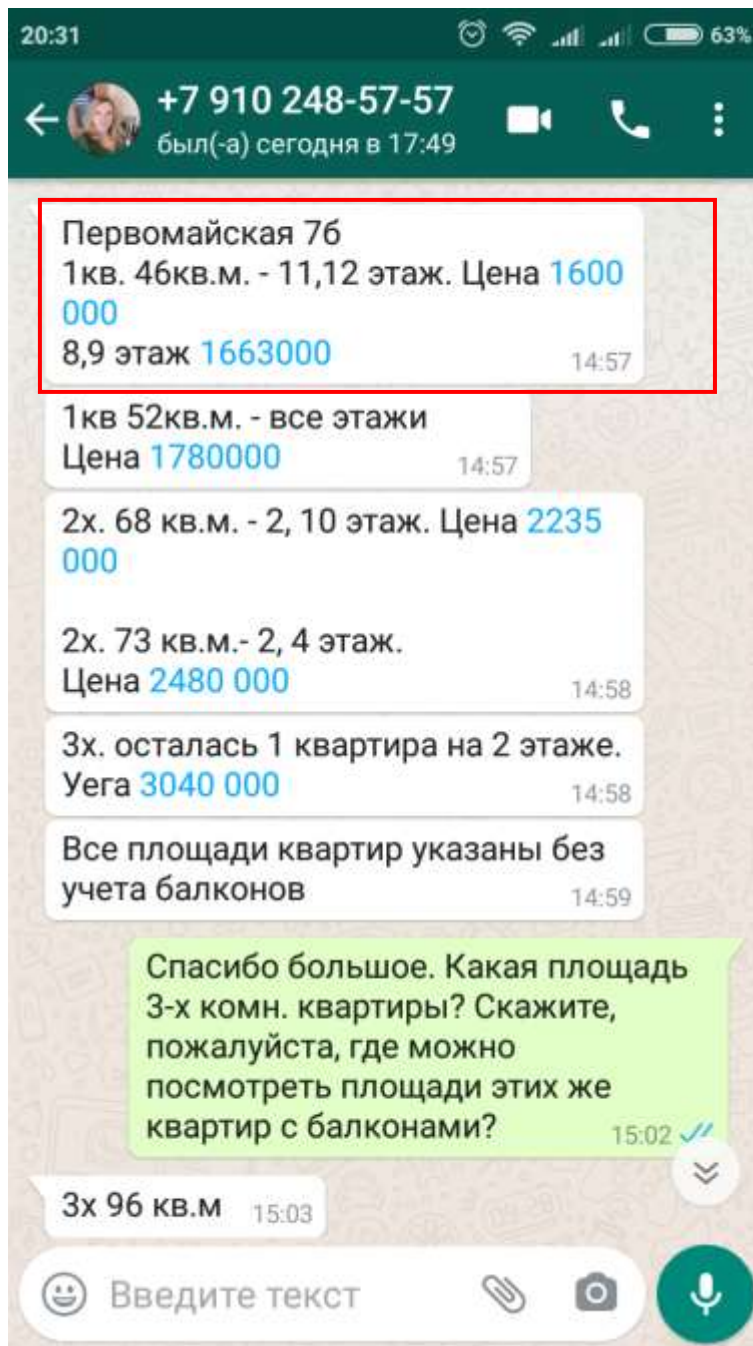 20:31
63%
+7 910 248-57-57
был(-а) сегодня в 17:49
Первомайская 7б
1кв. 46кв.м. - 11,12 этаж. Цена 1600
000
8,9 этаж 1663000
14:57
1кв 52кв.м. - все этажи
Цена 1780000
14:57
2х. 68 кв.м. - 2, 10 этаж. Цена 2235
000
2х. 73 кв.м.- 2, 4 этаж.
Цена 2480 000
14:58
3х. осталась 1 квартира на 2 этаже.
Уега 3040 000
14:58
Все площади квартир указаны без
учета балконов
14:59
Спасибо большое. Какая площадь
3-х комн. квартиры? Скажите,
пожалуйста, где можно
посмотреть площади этих же
квартир с балконами?
15:02
3х 96 кв.м
15:03
Введите текст